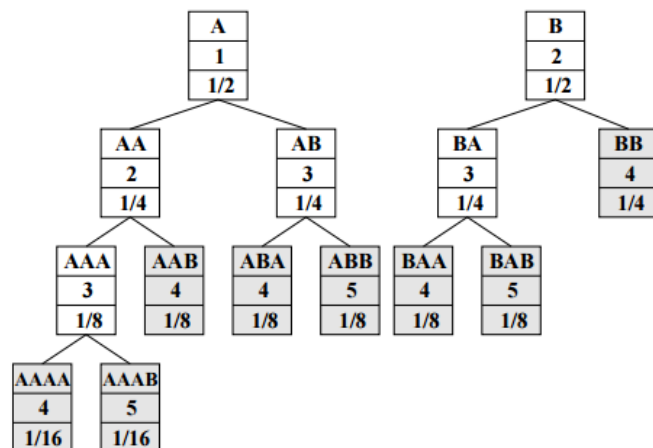 A B
1 2
1/2 1/2
AA AB BA BB
2 3 3 4
1/4 1/4 1/4 1/4
AAA AAB ABA ABB BAA BAB
3 4 4 5 4 5
1/8 1/8 1/8 1/8 1/8 1/8
AAAA AAAB
4 5
1/16 1/16